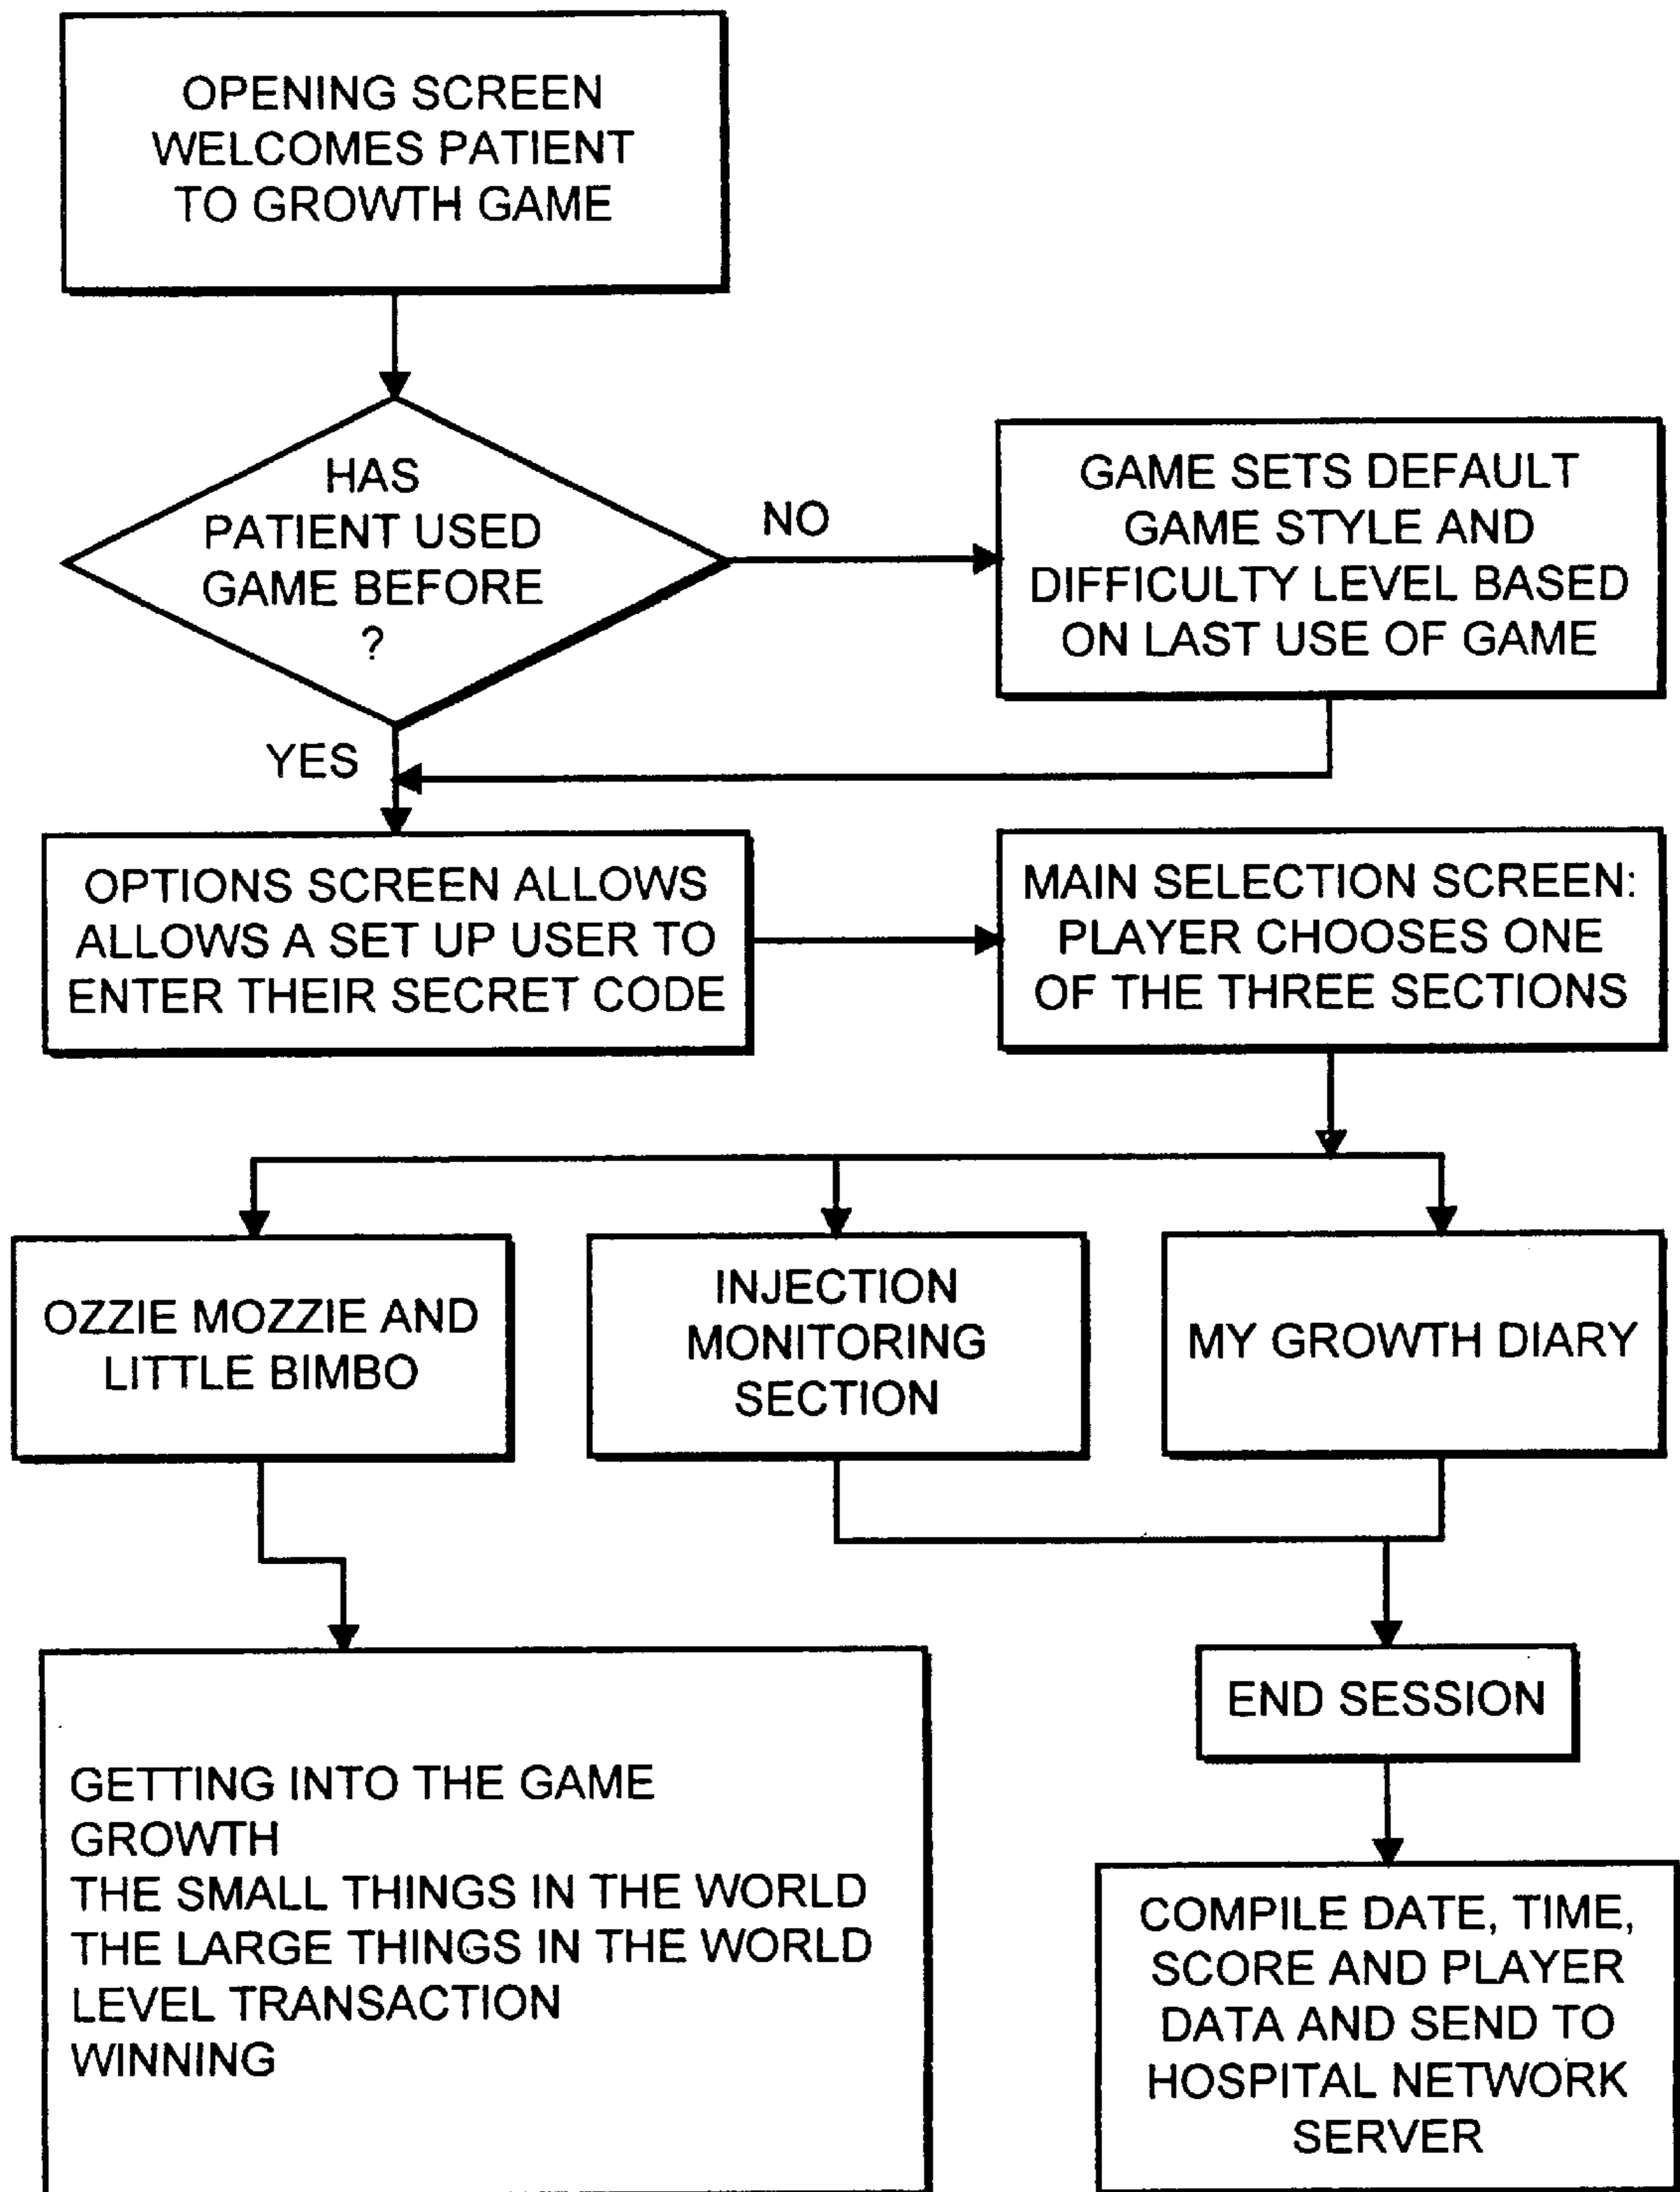 OPENING SCREEN
WELCOMES PATIENT
TO GROWTH GAME
HAS
PATIENT USED
GAME BEFORE
?
NO
GAME SETS DEFAULT
GAME STYLE AND
DIFFICULTY LEVEL BASED
ON LAST USE OF GAME
YES
OPTIONS SCREEN ALLOWS
ALLOWS A SET UP USER TO
ENTER THEIR SECRET CODE
MAIN SELECTION SCREEN:
PLAYER CHOOSES ONE
OF THE THREE SECTIONS
OZZIE MOZZIE AND
LITTLE BIMBO
INJECTION
MONITORING
SECTION
MY GROWTH DIARY
GETTING INTO THE GAME
GROWTH
THE SMALL THINGS IN THE WORLD
THE LARGE THINGS IN THE WORLD
LEVEL TRANSACTION
WINNING
END SESSION
COMPILE DATE, TIME,
SCORE AND PLAYER
DATA AND SEND TO
HOSPITAL NETWORK
SERVER